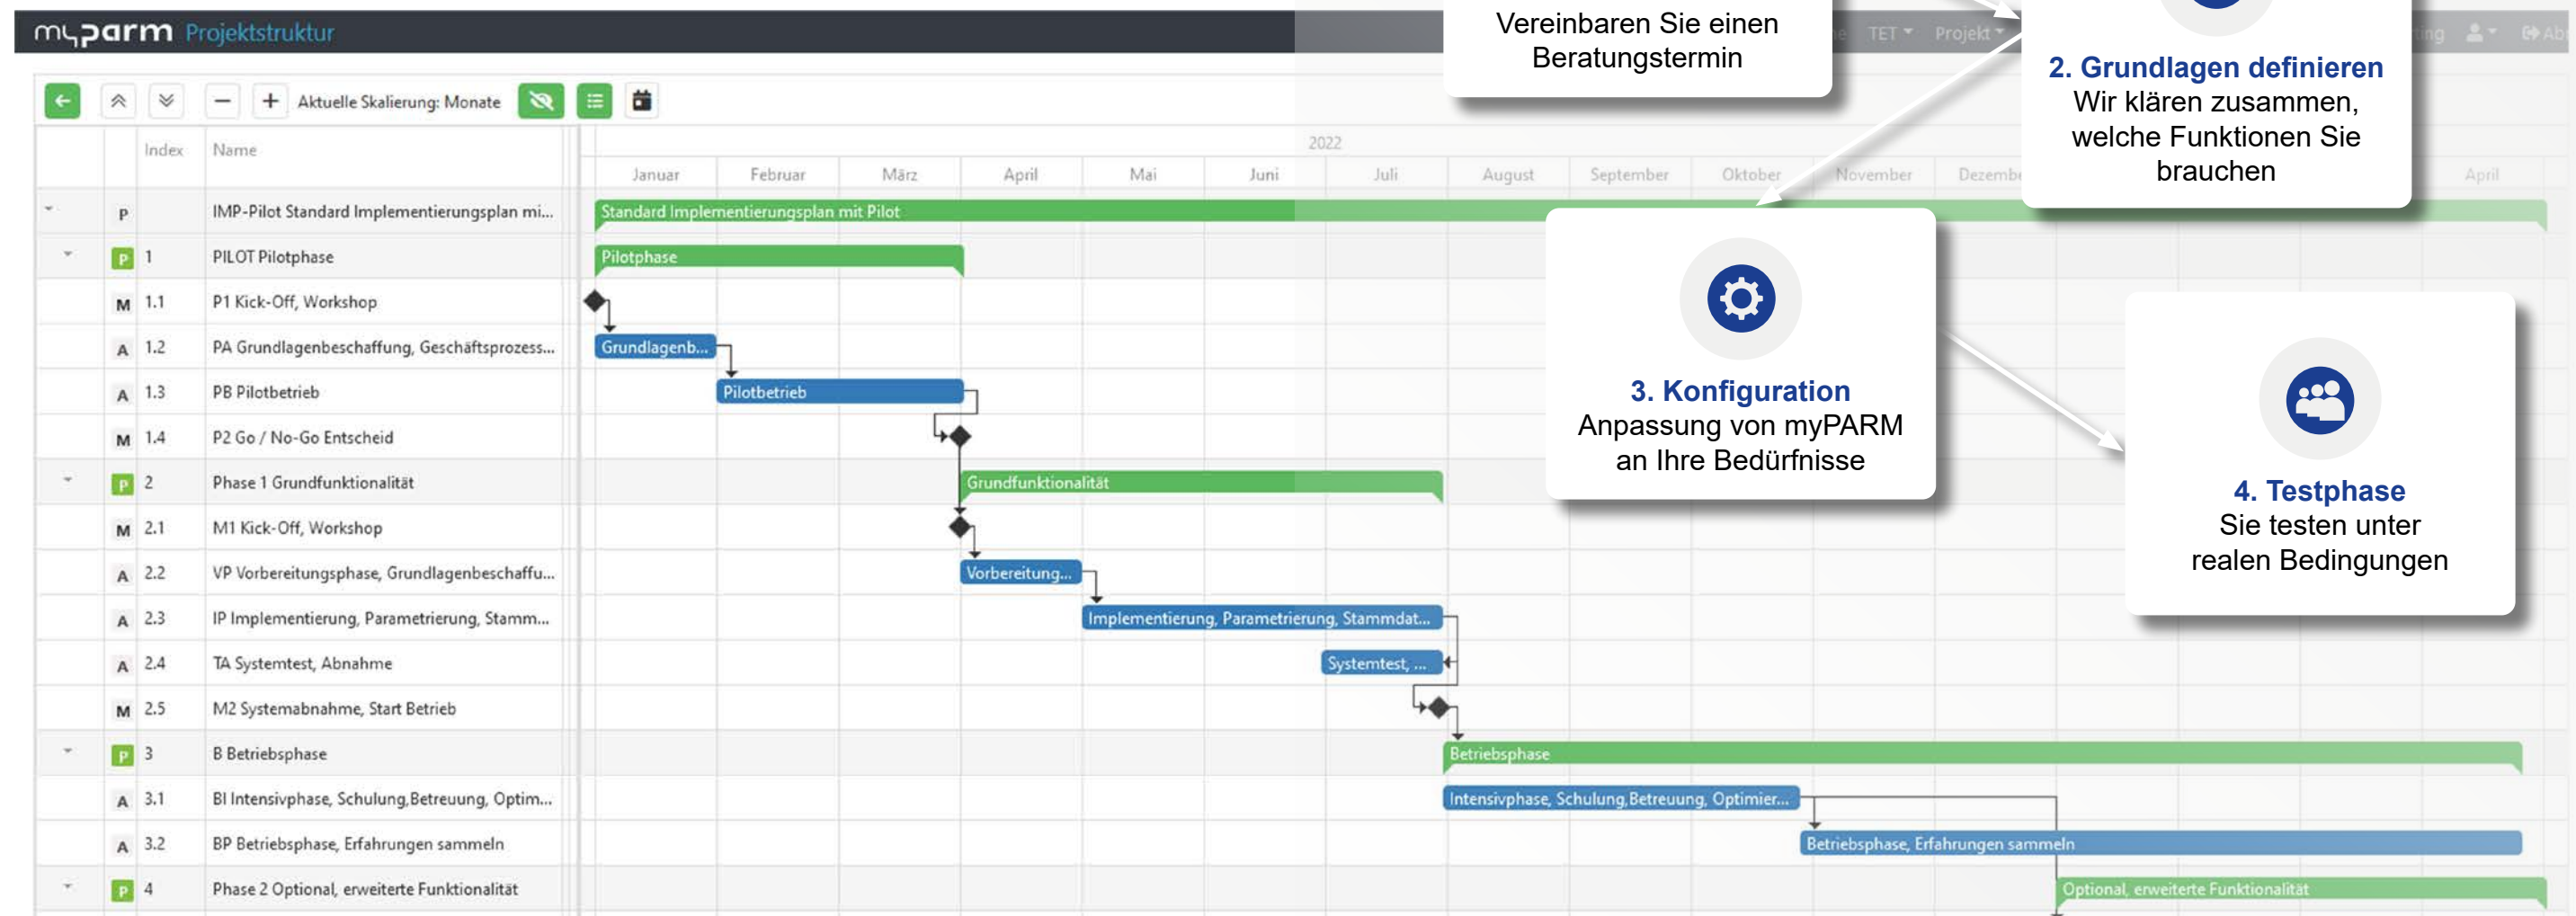 myparm Projektstruktur
TET Projekt
Aktuelle Skalierung: Monate
Index Name
2022
Januar Februar März April Mai Juni Juli August September Oktober November April
P IMP-Pilot Standard Implementierungsplan mi... Standard Implementierungsplan mit Pilot
P 1 PILOT Pilotphase Pilotphase
M 1.1 P1 Kick-Off, Workshop
A 1.2 PA Grundlagenbeschaffung, Geschäftsprozess... Grundlagenb...
A 1.3 PB Pilotbetrieb Pilotbetrieb
M 1.4 P2 Go / No-Go Entscheid
P 2 Phase 1 Grundfunktionalität Grundfunktionalität
M 2.1 M1 Kick-Off, Workshop
A 2.2 VP Vorbereitungsphase, Grundlagenbeschaffu... Vorbereitung...
A 2.3 IP Implementierung, Parametrierung, Stamm... Implementierung, Parametrierung, Stammdat...
A 2.4 TA Systemtest, Abnahme Systemtest, ...
M 2.5 M2 Systemabnahme, Start Betrieb
P 3 B Betriebsphase Betriebsphase
A 3.1 BI Intensivphase, Schulung,Betreuung, Optim... Intensivphase, Schulung,Betreuung, Optimier...
A 3.2 BP Betriebsphase, Erfahrungen sammeln Betriebsphase, Erfahrungen sammeln
P 4 Phase 2 Optional, erweiterte Funktionalität Optional, erweiterte Funktionalität
Vereinbaren Sie einen
Beratungstermin
2. Grundlagen definieren
Wir klären zusammen,
welche Funktionen Sie
brauchen
3. Konfiguration
Anpassung von myPARM
an Ihre Bedürfnisse
4. Testphase
Sie testen unter
realen Bedingungen